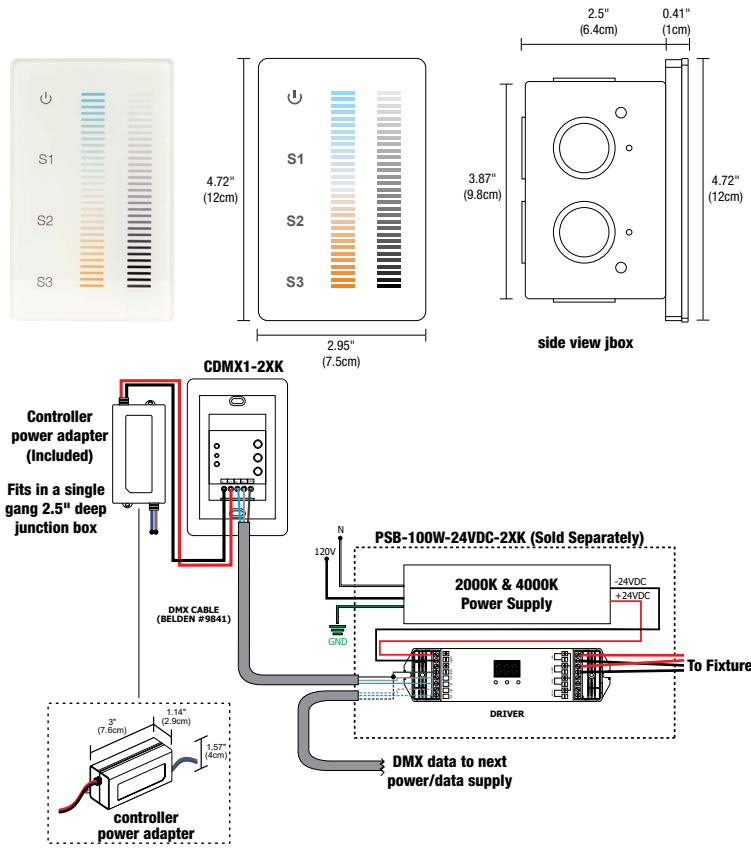 S1
S2
S3
4.72"
(12cm)
S1
S2
S3
2.95"
(7.5cm)
2.5"
(6.4cm)
0.41"
(1cm)
3.87"
(9.8cm)
4.72"
(12cm)
side view jbox
CDMX1-2XK
Controller
power adapter
(Included)
Fits in a single
gang 2.5" deep
junction box
DMX CABLE
(BELDEN #9841)
PSB-100W-24VDC-2XK (Sold Separately)
N
120V
GND
2000K & 4000K
Power Supply
-24VDC
+24VDC
To Fixture
DRIVER
DMX data to next
power/data supply
3"
(7.6cm)
1.14"
(2.9cm)
1.57"
(4cm)
controller
power adapter